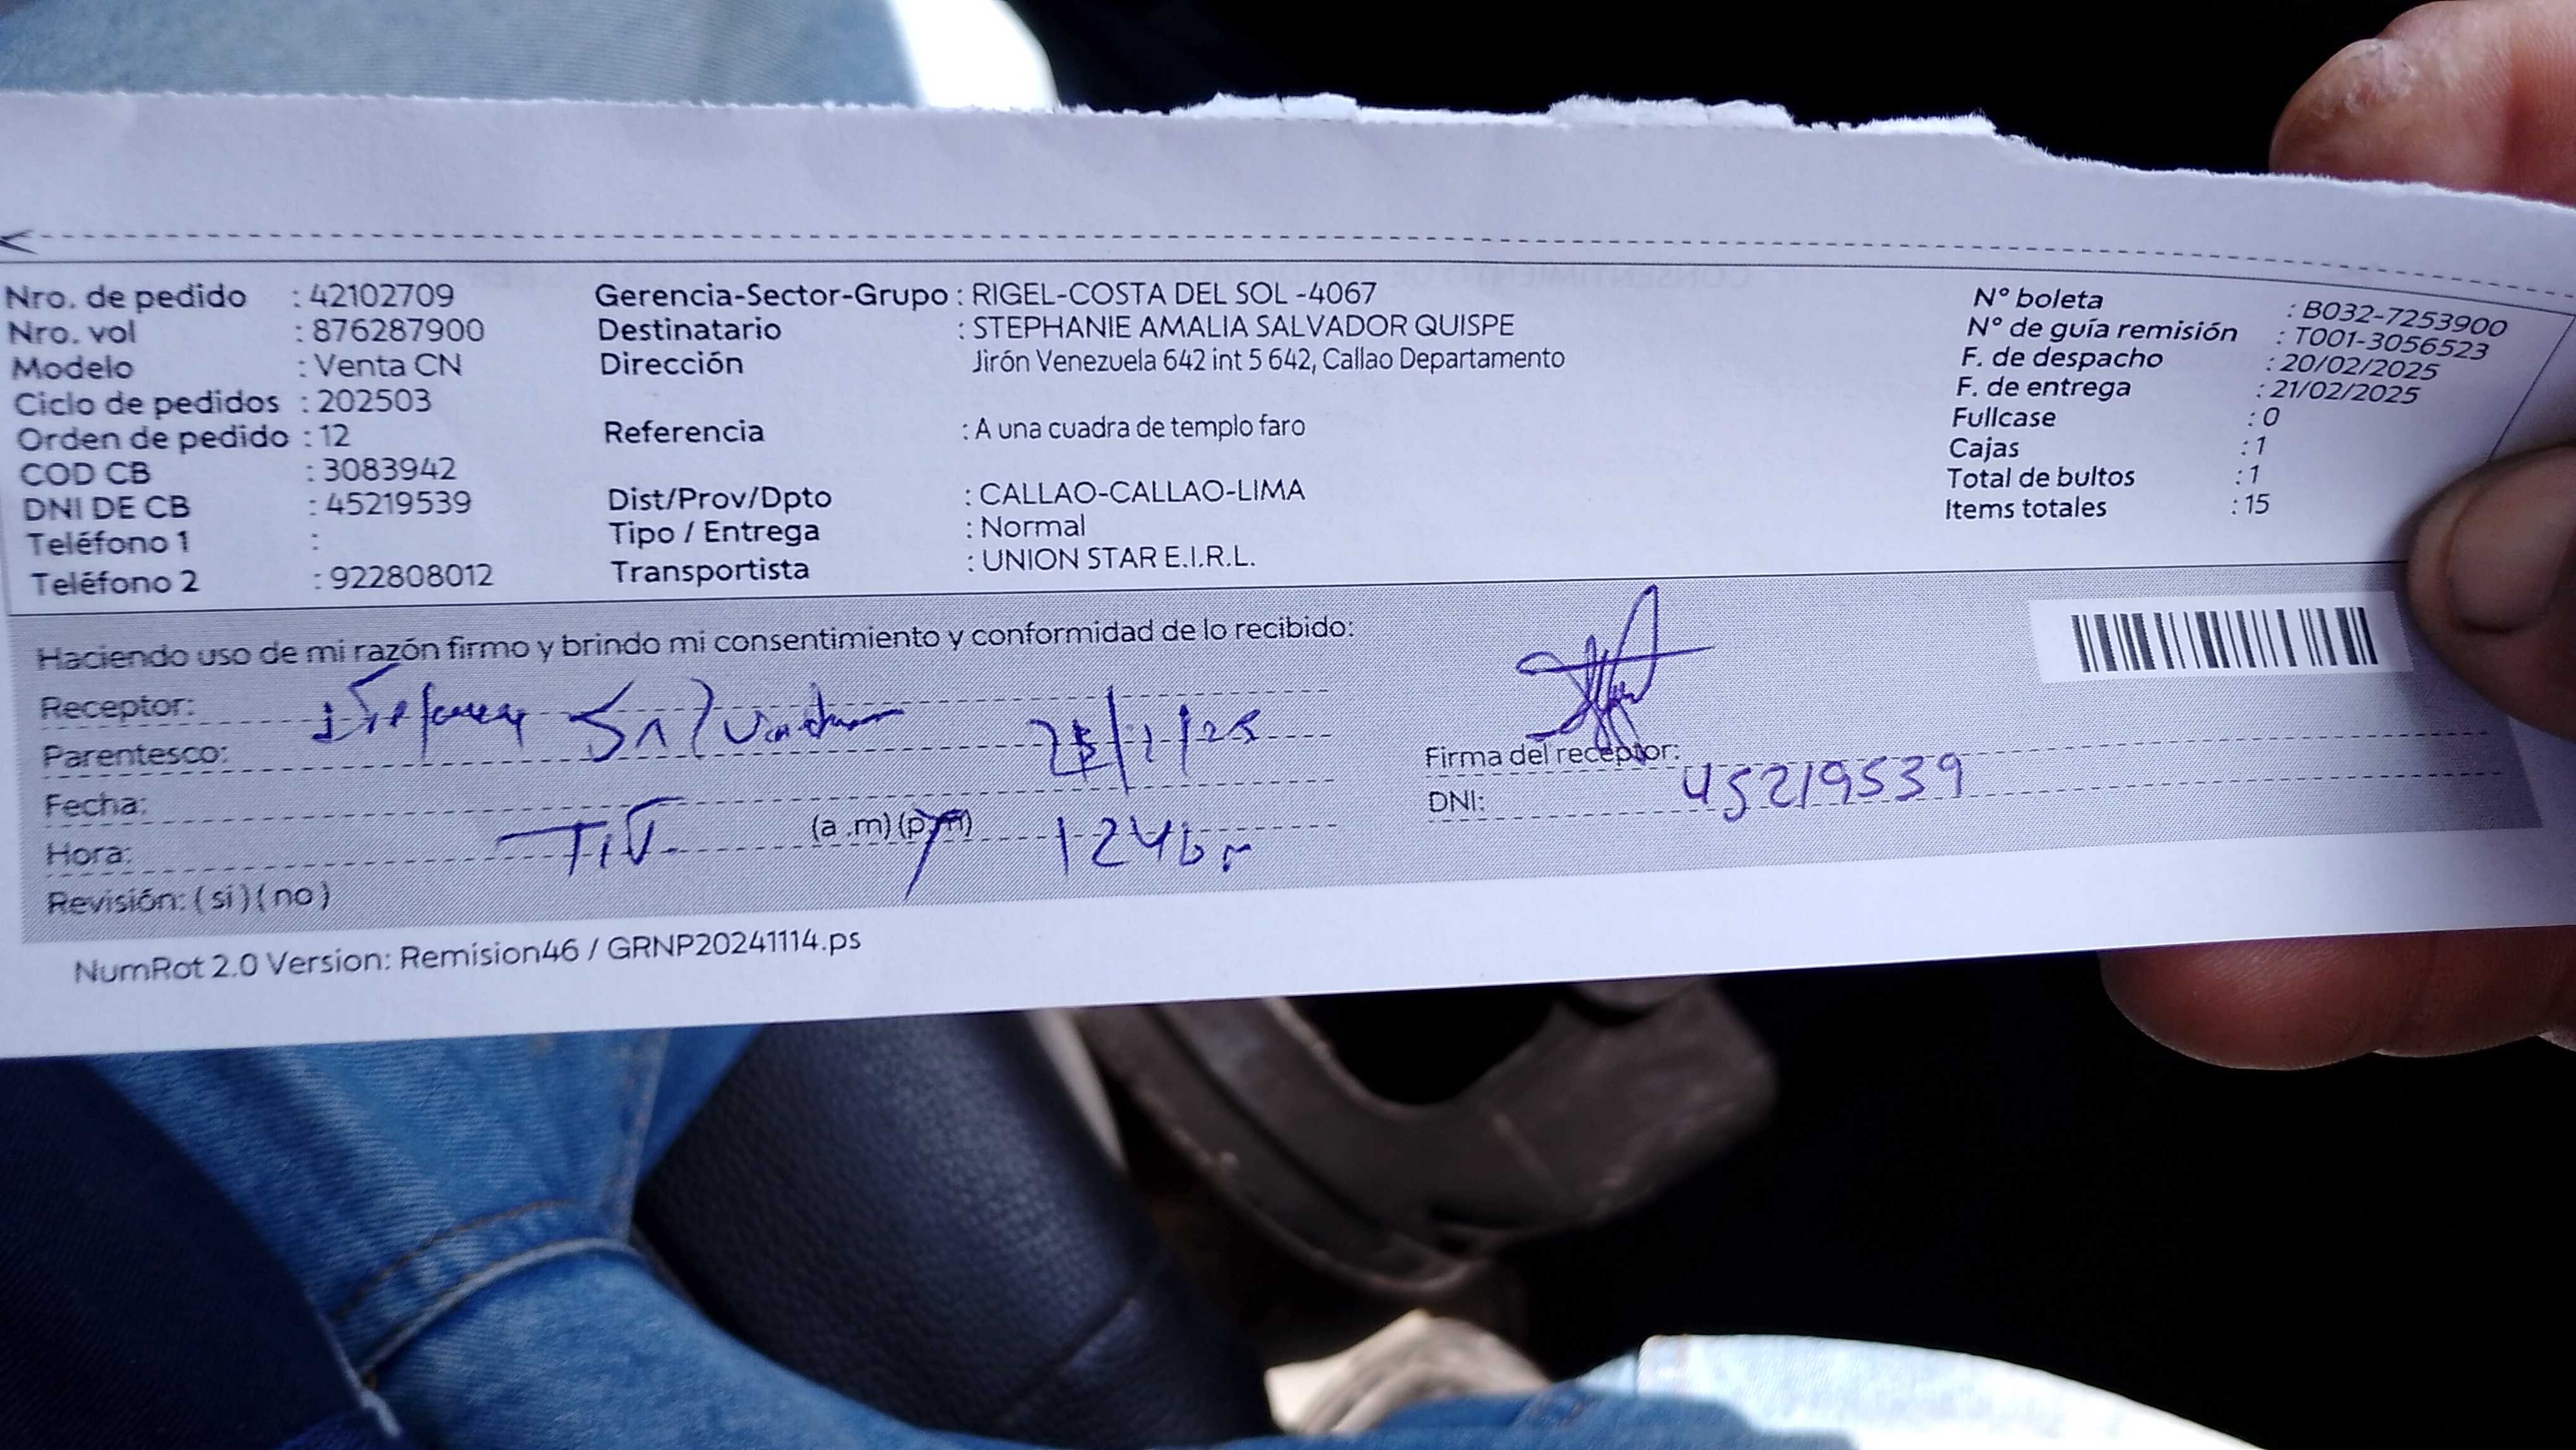 Nro. de pedido : 42102709
Nro. vol : 876287900
Modelo : Venta CN
Ciclo de pedidos : 202503
Orden de pedido : 12
COD CB : 3083942
DNI DE CB : 45219539
Teléfono 1 :
Teléfono 2 : 922808012
Gerencia-Sector-Grupo : RIGEL-COSTA DEL SOL -4067
Destinatario : STEPHANIE AMALIA SALVADOR QUISPE
Dirección Jirón Venezuela 642 int 5 642, Callao Departamento
Referencia : A una cuadra de templo faro
Dist/Prov/Dpto : CALLAO-CALLAO-LIMA
Tipo / Entrega : Normal
Transportista : UNION STAR E.I.R.L.
N° boleta : B032-7253900
N° de guía remisión : T001-3056523
F. de despacho : 20/02/2025
F. de entrega : 21/02/2025
Fullcase : 0
Cajas : 1
Total de bultos : 1
Items totales : 15
Haciendo uso de mi razón firmo y brindo mi consentimiento y conformidad de lo recibido:
Receptor:
Parentesco:
Fecha:
Hora: (a .m) (p.m)
Revisión: ( si ) ( no )
Firma del receptor:
DNI: 45219539
NumRot 2.0 Version: Remision46 / GRNP20241114.ps